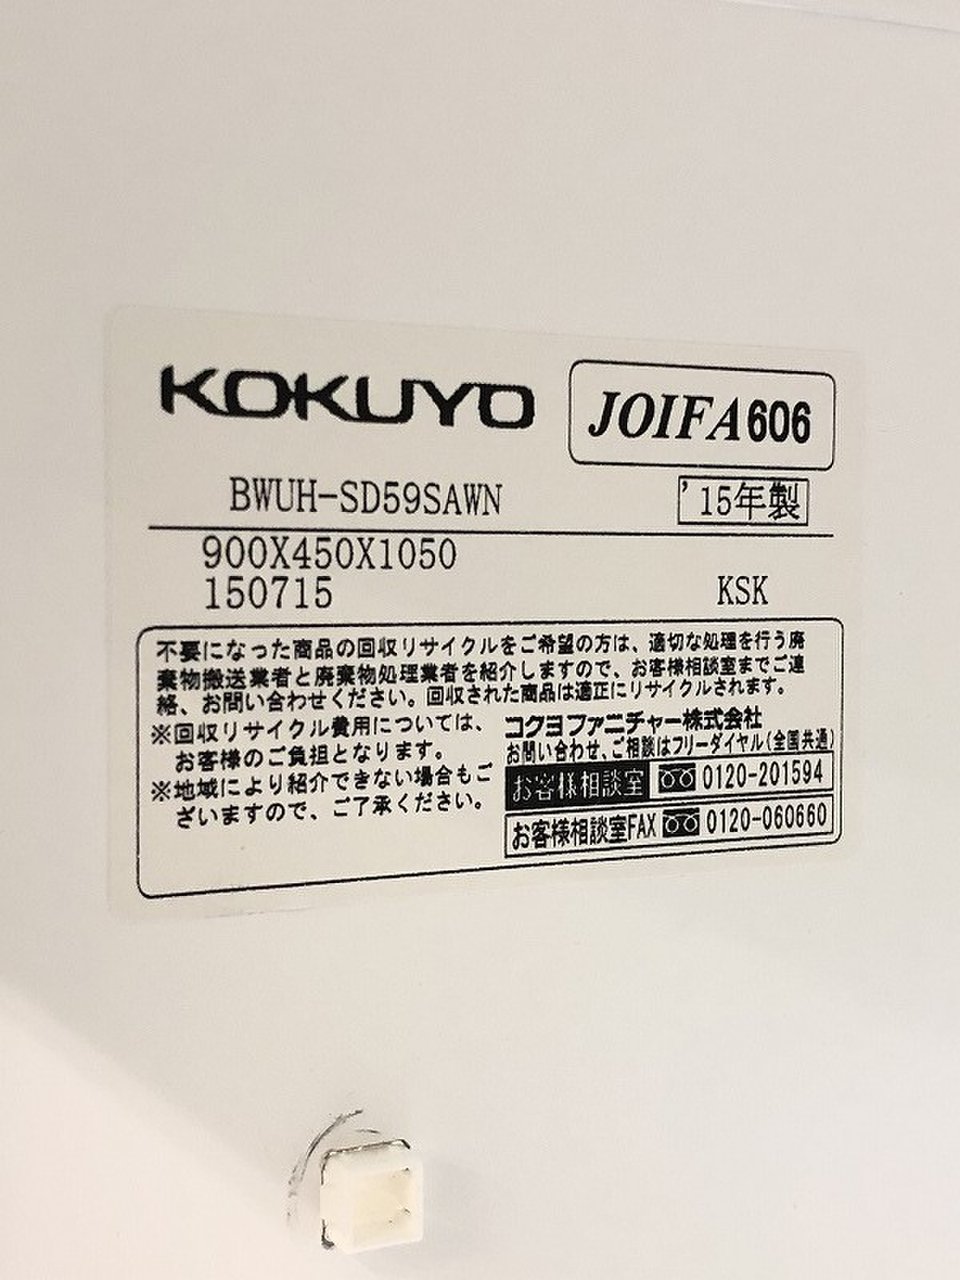 KOKUYO
JOIFA606
BWUH-SD59SAWN
'15年製
900X450X1050
150715 KSK
不要になった商品の回収リサイクルをご希望の方は、適切な処理を行う廃
棄物搬送業者と廃棄物処理業者を紹介しますので、お客様相談室までご連
絡、お問い合わせください。回収された商品は適正にリサイクルされます。
※回収リサイクル費用については、
お客様のご負担となります。
※地域により紹介できない場合もご
ざいますので、ご了承ください。
コクヨファニチャー株式会社
お問い合わせ、ご相談はフリーダイヤル(全国共通)
お客様相談室 0120-201594
お客様相談室FAX 0120-060660